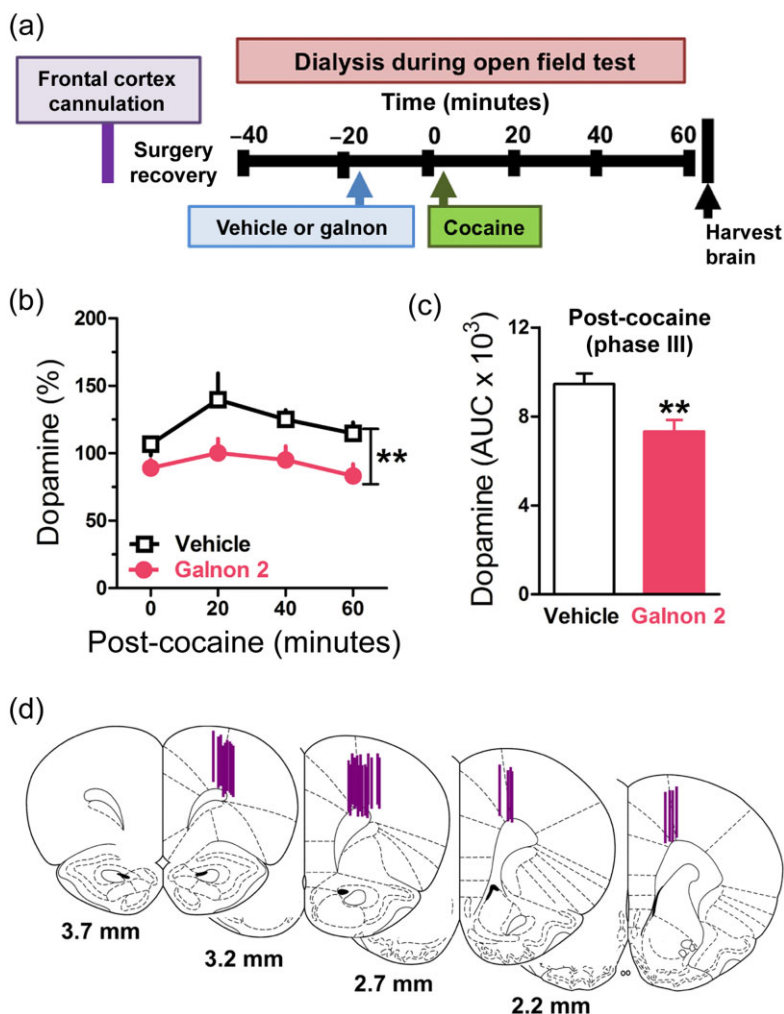 (a)
Dialysis during open field test
Frontal cortex
cannulation
Time (minutes)
–40 –20 0 20 40 60
Surgery
recovery
Vehicle or galnon
Cocaine
Harvest
brain
(b)
200
150
100
50
0
Dopamine (%)
**
Vehicle
Galnon 2
0 20 40 60
Post-cocaine (minutes)
(c)
Post-cocaine
(phase III)
12
9
6
3
0
Dopamine (AUC x 10³)
**
Vehicle Galnon 2
(d)
3.7 mm
3.2 mm
2.7 mm
2.2 mm